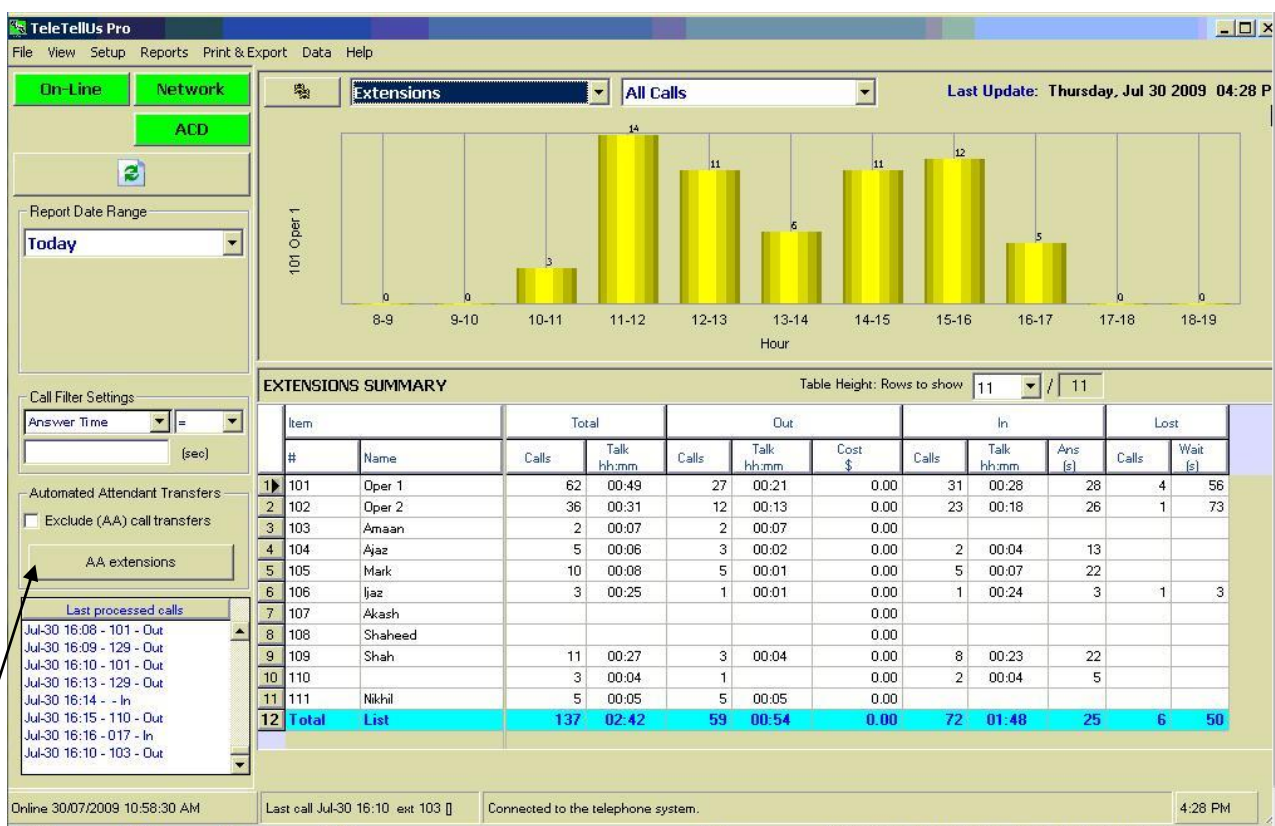 TeleTellUs Pro
File View Setup Reports Print & Export Data Help
On-Line Network
ACD
Report Date Range
Today
Call Filter Settings
Answer Time =
(sec)
Automated Attendant Transfers
Exclude (AA) call transfers
AA extensions
Last processed calls
Jul-30 16:08 - 101 - Out
Jul-30 16:09 - 129 - Out
Jul-30 16:10 - 101 - Out
Jul-30 16:13 - 129 - Out
Jul-30 16:14 - - In
Jul-30 16:15 - 110 - Out
Jul-30 16:16 - 017 - In
Jul-30 16:10 - 103 - Out
Extensions All Calls Last Update: Thursday, Jul 30 2009 04:28 P
101 Oper 1
0 0 3 14 11 6 11 12 5 0 0
8-9 9-10 10-11 11-12 12-13 13-14 14-15 15-16 16-17 17-18 18-19
Hour
EXTENSIONS SUMMARY Table Height: Rows to show 11 / 11
Item Total Out In Lost
# Name Calls Talk hh:mm Calls Talk hh:mm Cost $ Calls Talk hh:mm Ans (s) Calls Wait (s)
1 101 Oper 1 62 00:49 27 00:21 0.00 31 00:28 28 4 56
2 102 Oper 2 36 00:31 12 00:13 0.00 23 00:18 26 1 73
3 103 Amaan 2 00:07 2 00:07 0.00
4 104 Ajaz 5 00:06 3 00:02 0.00 2 00:04 13
5 105 Mark 10 00:08 5 00:01 0.00 5 00:07 22
6 106 Ijaz 3 00:25 1 00:01 0.00 1 00:24 3 1 3
7 107 Akash 0.00
8 108 Shaheed 0.00
9 109 Shah 11 00:27 3 00:04 0.00 8 00:23 22
10 110 3 00:04 1 0.00 2 00:04 5
11 111 Nikhil 5 00:05 5 00:05 0.00
12 Total List 137 02:42 59 00:54 0.00 72 01:48 25 6 50
Online 30/07/2009 10:58:30 AM Last call Jul-30 16:10 ext 103 [] Connected to the telephone system. 4:28 PM